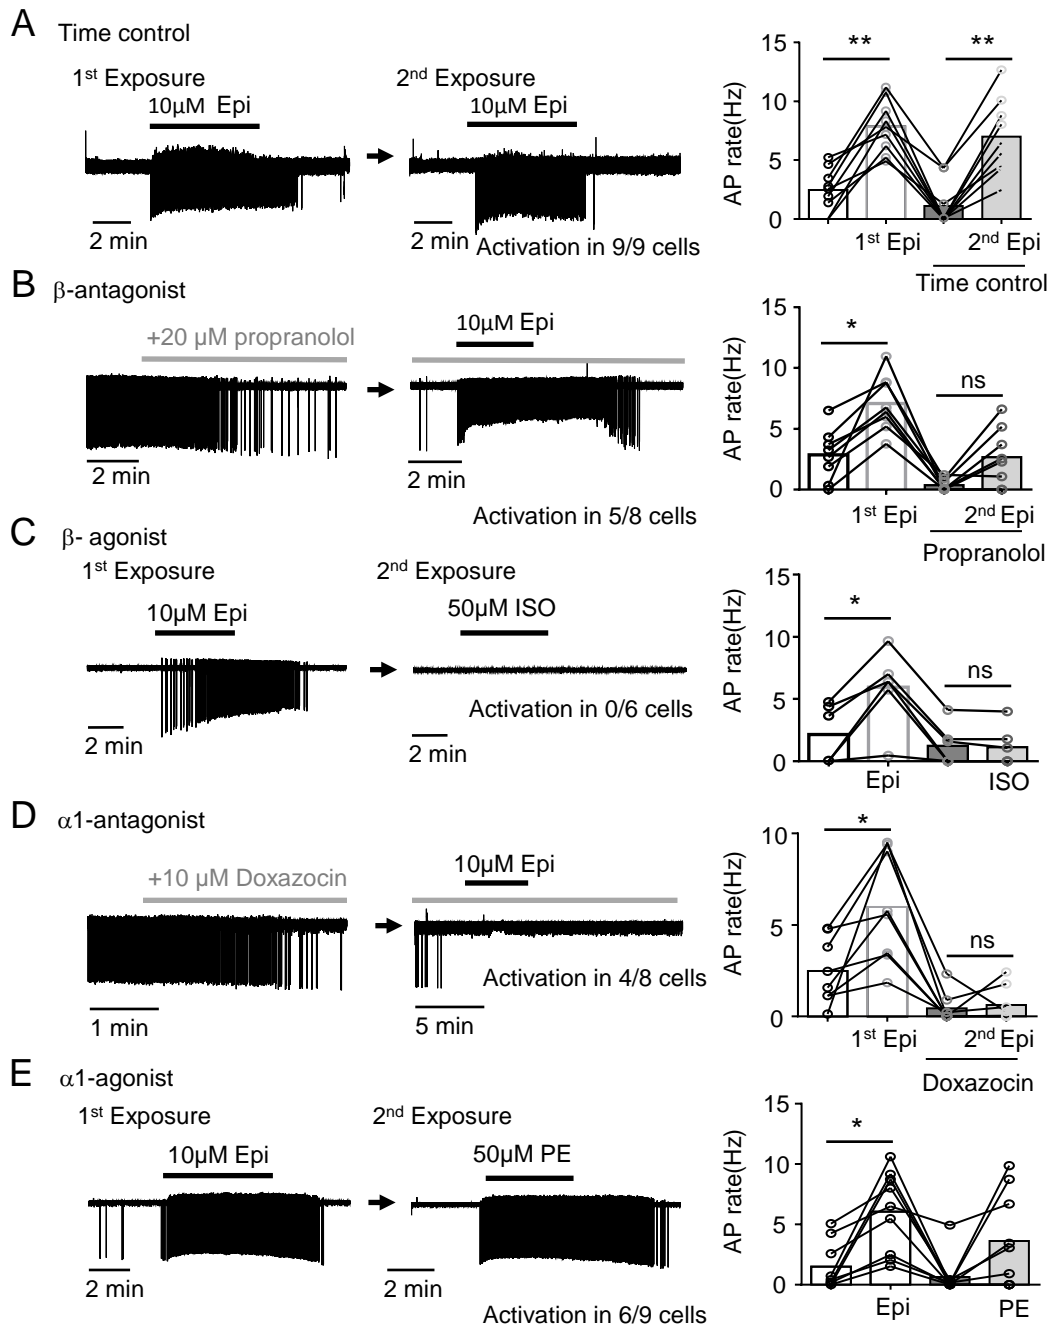 A
Time control
1st Exposure
2nd Exposure
10μM Epi
10μM Epi
2 min
2 min
Activation in 9/9 cells
**
**
15
10
5
0
AP rate(Hz)
1st Epi
2nd Epi
Time control
B
β-antagonist
+20 μM propranolol
10μM Epi
2 min
2 min
Activation in 5/8 cells
*
ns
15
10
5
0
AP rate(Hz)
1st Epi
2nd Epi
Propranolol
C
β- agonist
1st Exposure
2nd Exposure
10μM Epi
50μM ISO
2 min
2 min
Activation in 0/6 cells
*
ns
15
10
5
0
AP rate(Hz)
Epi
ISO
D
α1-antagonist
+10 μM Doxazocin
10μM Epi
1 min
5 min
Activation in 4/8 cells
*
ns
10
5
0
AP rate(Hz)
1st Epi
2nd Epi
Doxazocin
E
α1-agonist
1st Exposure
2nd Exposure
10μM Epi
50μM PE
2 min
2 min
Activation in 6/9 cells
*
15
10
5
0
AP rate(Hz)
Epi
PE